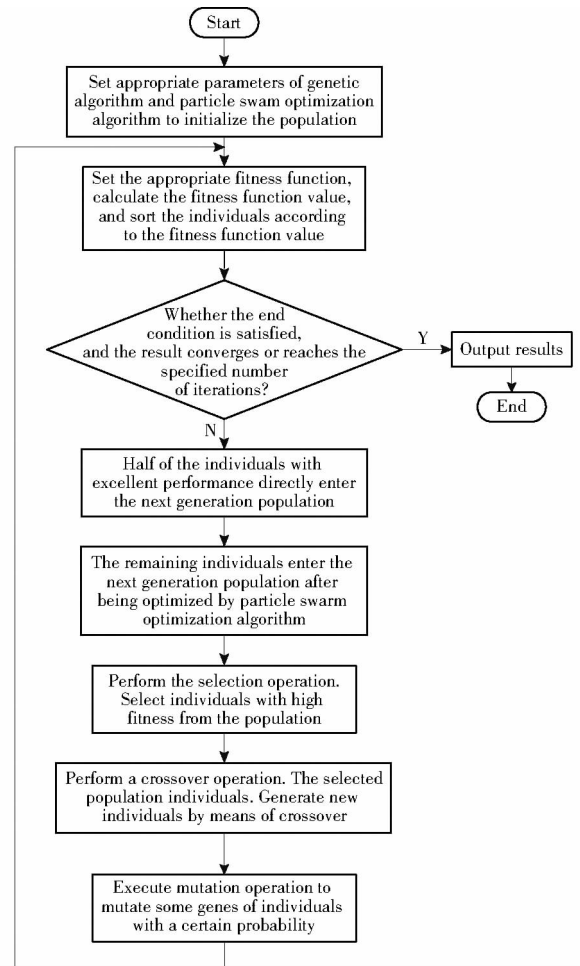 Start
Set appropriate parameters of genetic
algorithm and particle swam optimization
algorithm to initialize the population
Set the appropriate fitness function,
calculate the fitness function value,
and sort the individuals according
to the fitness function value
Whether the end
condition is satisfied,
and the result converges or reaches the
specified number
of iterations?
Y
Output results
End
N
Half of the individuals with
excellent performance directly enter
the next generation population
The remaining individuals enter the
next generation population after
being optimized by particle swarm
optimization algorithm
Perform the selection operation.
Select individuals with high
fitness from the population
Perform a crossover operation. The selected
population individuals. Generate new
individuals by means of crossover
Execute mutation operation to
mutate some genes of individuals
with a certain probability